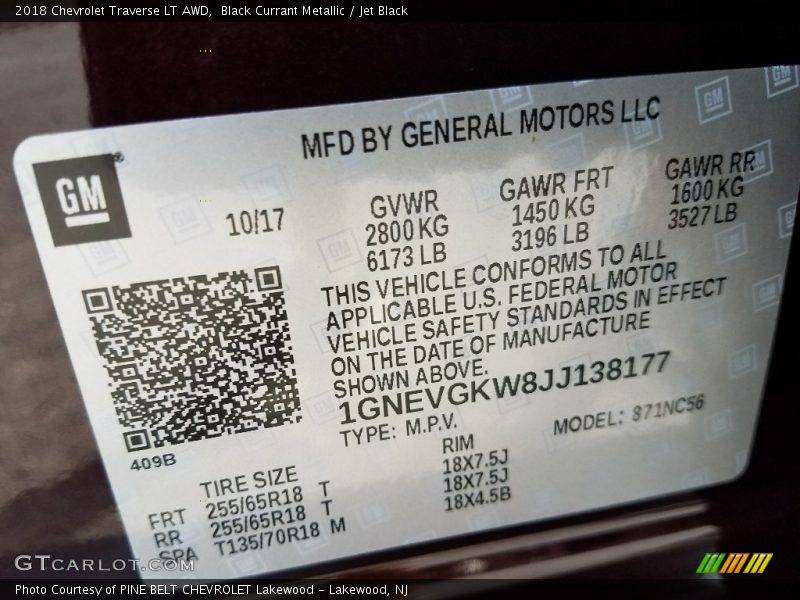 2018 Chevrolet Traverse LT AWD, Black Currant Metallic / Jet Black
MFD BY GENERAL MOTORS LLC
GM
10/17
GVWR
2800 KG
6173 LB
GAWR FRT
1450 KG
3196 LB
GAWR RR
1600 KG
3527 LB
THIS VEHICLE CONFORMS TO ALL
APPLICABLE U.S. FEDERAL MOTOR
VEHICLE SAFETY STANDARDS IN EFFECT
ON THE DATE OF MANUFACTURE
SHOWN ABOVE.
1GNEVGKW8JJ138177
TYPE: M.P.V. MODEL: 871NC56
409B
TIRE SIZE RIM
FRT 255/65R18 T 18X7.5J
RR 255/65R18 T 18X7.5J
SPA T135/70R18 M 18X4.5B
GTcarlot.com
Photo Courtesy of PINE BELT CHEVROLET Lakewood - Lakewood, NJ